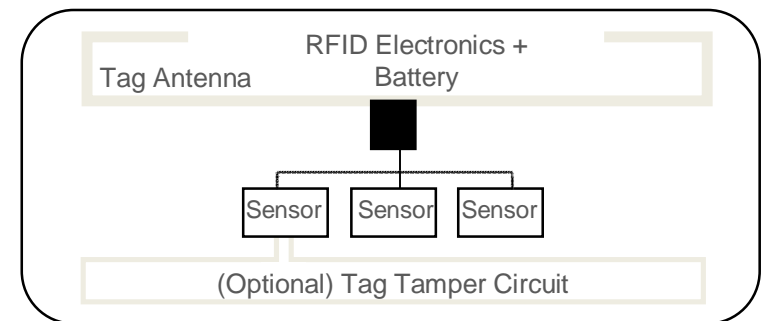 RFID Electronics +
Tag Antenna
Battery
Sensor
Sensor
Sensor
(Optional) Tag Tamper Circuit